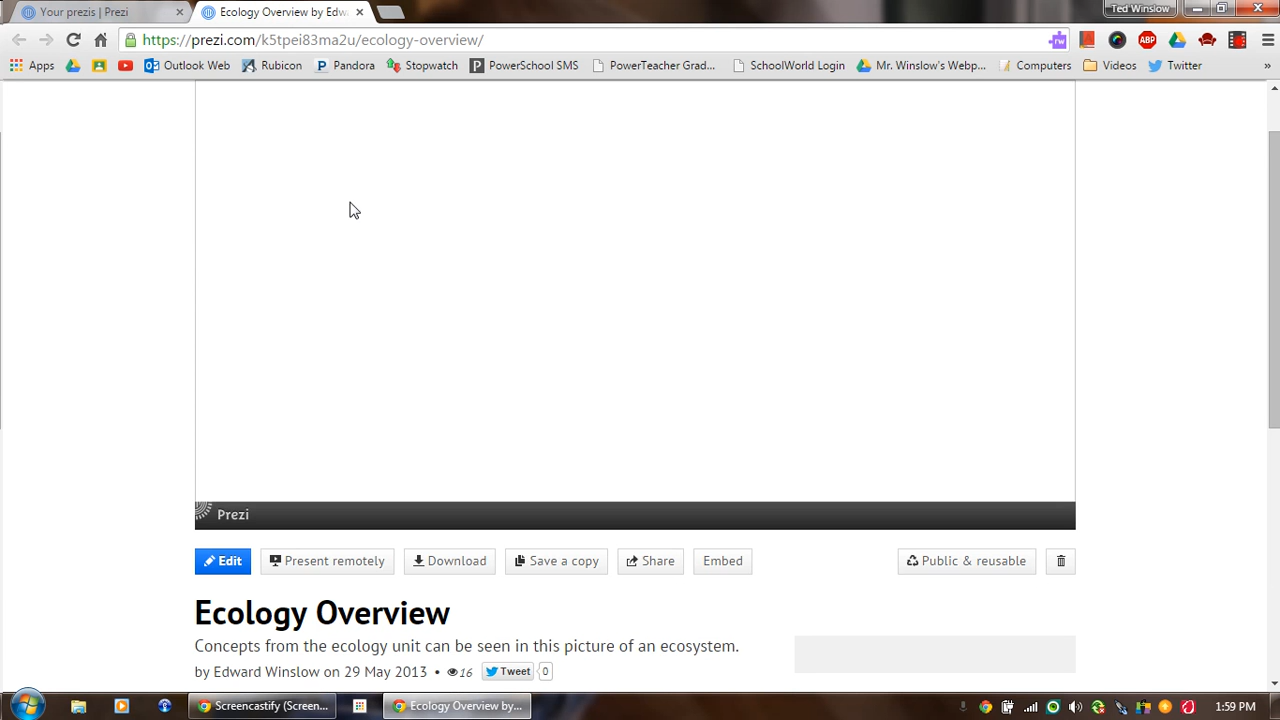 Your prezis | Prezi
Ecology Overview by Edw
Ted Winslow
https://prezi.com/k5tpei83ma2u/ecology-overview/
rw
ABP
Apps
Outlook Web
Rubicon
Pandora
Stopwatch
PowerSchool SMS
PowerTeacher Grad...
SchoolWorld Login
Mr. Winslow's Webp...
Computers
Videos
Twitter
»
Prezi
Edit
Present remotely
Download
Save a copy
Share
Embed
Public & reusable
Ecology Overview
Concepts from the ecology unit can be seen in this picture of an ecosystem.
by Edward Winslow on 29 May 2013 • 16 Tweet 0
Screencastify (Screen...
Ecology Overview by...
1:59 PM